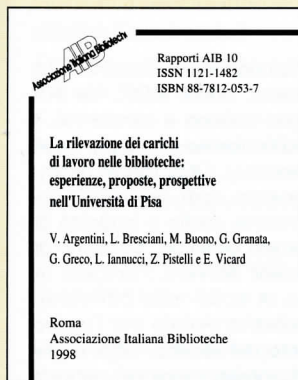 Associazione Italiana Biblioteche
AIB
Rapporti AIB 10
ISSN 1121-1482
ISBN 88-7812-053-7
La rilevazione dei carichi
di lavoro nelle biblioteche:
esperienze, proposte, prospettive
nell'Università di Pisa
V. Argentini, L. Bresciani, M. Buono, G. Granata,
G. Greco, L. Iannucci, Z. Pistelli e E. Vicard
Roma
Associazione Italiana Biblioteche
1998